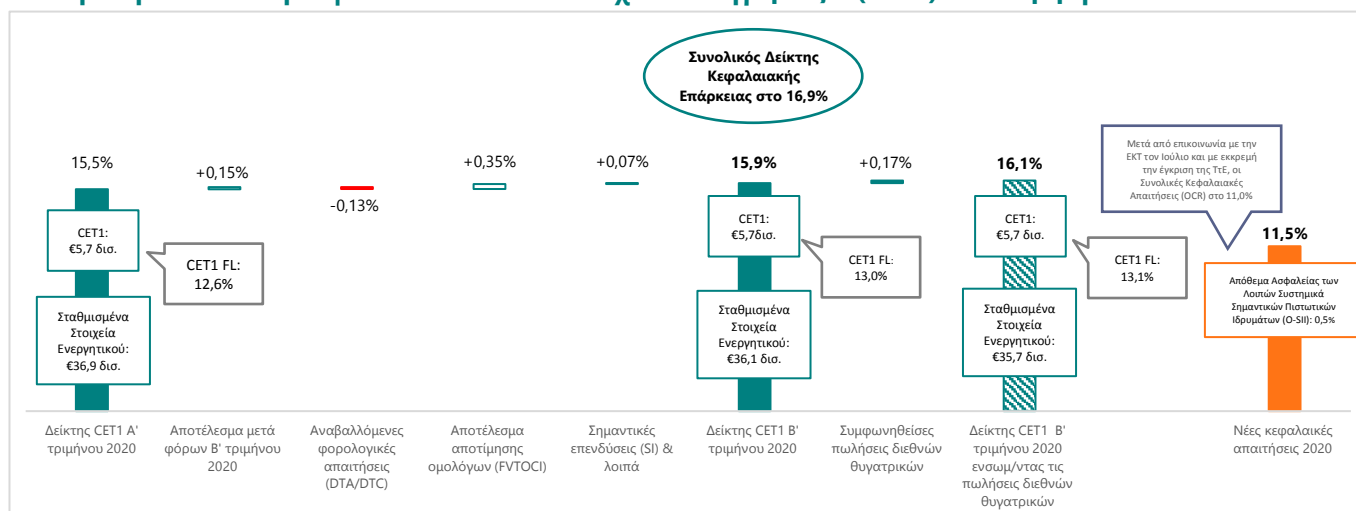 Συνολικός Δείκτης
Κεφαλαιακής
Επάρκειας στο 16,9%
15,5%
+0,15%
-0,13%
+0,35%
+0,07%
15,9%
+0,17%
16,1%
11,5%
Μετά από επικοινωνία με την
ΕΚΤ τον Ιούλιο και με εκκρεμή
την έγκριση της ΤτΕ, οι
Συνολικές Κεφαλαιακές
Απαιτήσεις (OCR) στο 11,0%
CET1:
€5,7 δισ.
CET1 FL:
12,6%
Σταθμισμένα
Στοιχεία
Ενεργητικού:
€36,9 δισ.
CET1:
€5,7δισ.
CET1 FL:
13,0%
Σταθμισμένα
Στοιχεία
Ενεργητικού:
€36,1 δισ.
CET1:
€5,7 δισ.
CET1 FL:
13,1%
Σταθμισμένα
Στοιχεία
Ενεργητικού:
€35,7 δισ.
Απόθεμα Ασφαλείας των
Λοιπών Συστημικά
Σημαντικών Πιστωτικών
Ιδρυμάτων (O-SII): 0,5%
Δείκτης CET1 Α'
τριμήνου 2020
Αποτέλεσμα μετά
φόρων Β' τριμήνου
2020
Αναβαλλόμενες
φορολογικές
απαιτήσεις
(DTA/DTC)
Αποτέλεσμα
αποτίμησης
ομολόγων (FVTOCI)
Σημαντικές
επενδύσεις (SI) &
λοιπά
Δείκτης CET1 Β'
τριμήνου 2020
Συμφωνηθείσες
πωλήσεις διεθνών
θυγατρικών
Δείκτης CET1 Β'
τριμήνου 2020
ενσωμ/ντας τις
πωλήσεις διεθνών
θυγατρικών
Νέες κεφαλαικές
απαιτήσεις 2020